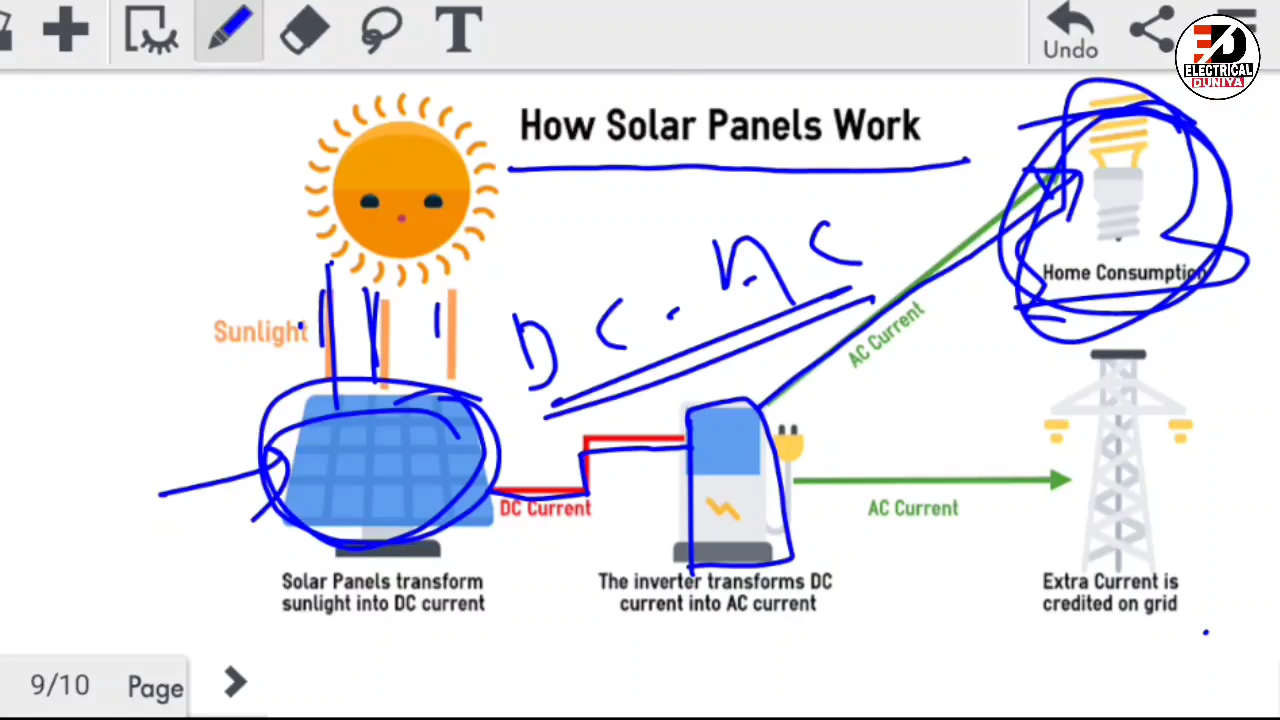 T
Undo
ELECTRICAL
DUNIYA
How Solar Panels Work
Sunlight
DC - AC
Home Consumption
AC Current
DC Current
AC Current
Solar Panels transform
sunlight into DC current
The inverter transforms DC
current into AC current
Extra Current is
credited on grid
9/10 Page